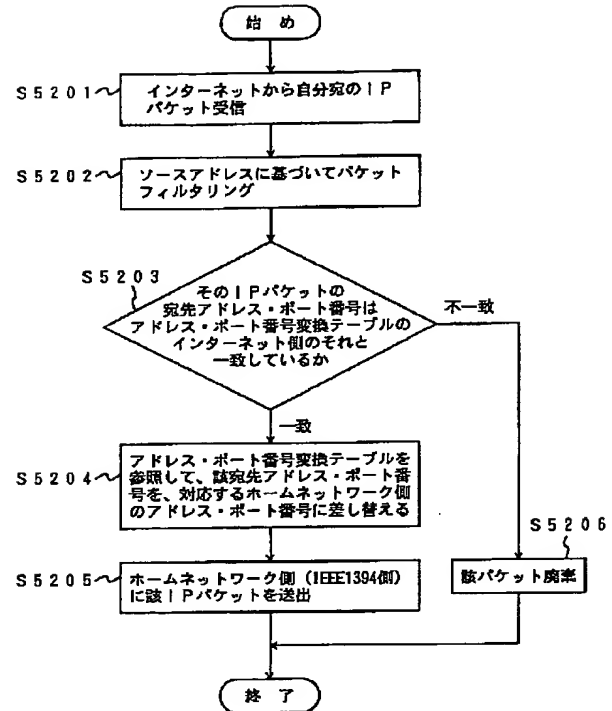 始 め
S5201
インターネットから自分宛のIP
パケット受信
S5202
ソースアドレスに基づいてパケット
フィルタリング
S5203
そのIPパケットの
宛先アドレス・ポート番号は
アドレス・ポート番号変換テーブルの
インターネット側のそれと
一致しているか
不一致
一致
S5204
アドレス・ポート番号変換テーブルを
参照して、該宛先アドレス・ポート番
号を、対応するホームネットワーク側
のアドレス・ポート番号に差し替える
S5206
該パケット廃棄
S5205
ホームネットワーク側(IEEE1394側)
に該IPパケットを送出
終 了